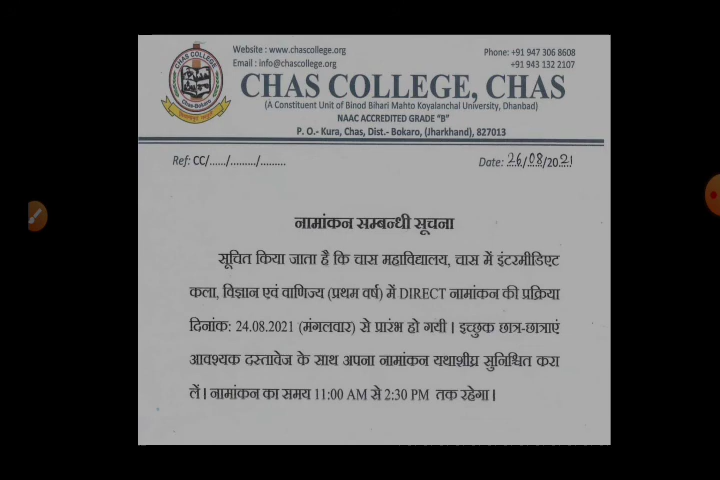 CHAS COLLEGE
Chas-Bokaro
Website : www.chascollege.org
Email : info@chascollege.org
Phone: +91 947 306 8608
+91 943 132 2107
CHAS COLLEGE, CHAS
(A Constituent Unit of Binod Bihari Mahto Koyalanchal University, Dhanbad)
NAAC ACCREDITED GRADE "B"
P. O.- Kura, Chas, Dist.- Bokaro, (Jharkhand), 827013
Ref: CC/....../........./.........
Date: 26/08/2021
नामांकन सम्बन्धी सूचना
सूचित किया जाता है कि चास महाविद्यालय, चास में इंटरमीडिएट
कला, विज्ञान एवं वाणिज्य (प्रथम वर्ष) में DIRECT नामांकन की प्रक्रिया
दिनांक: 24.08.2021 (मंगलवार) से प्रारंभ हो गयी । इच्छुक छात्र-छात्राएं
आवश्यक दस्तावेज के साथ अपना नामांकन यथाशीघ्र सुनिश्चित करा
लें । नामांकन का समय 11:00 AM से 2:30 PM तक रहेगा ।